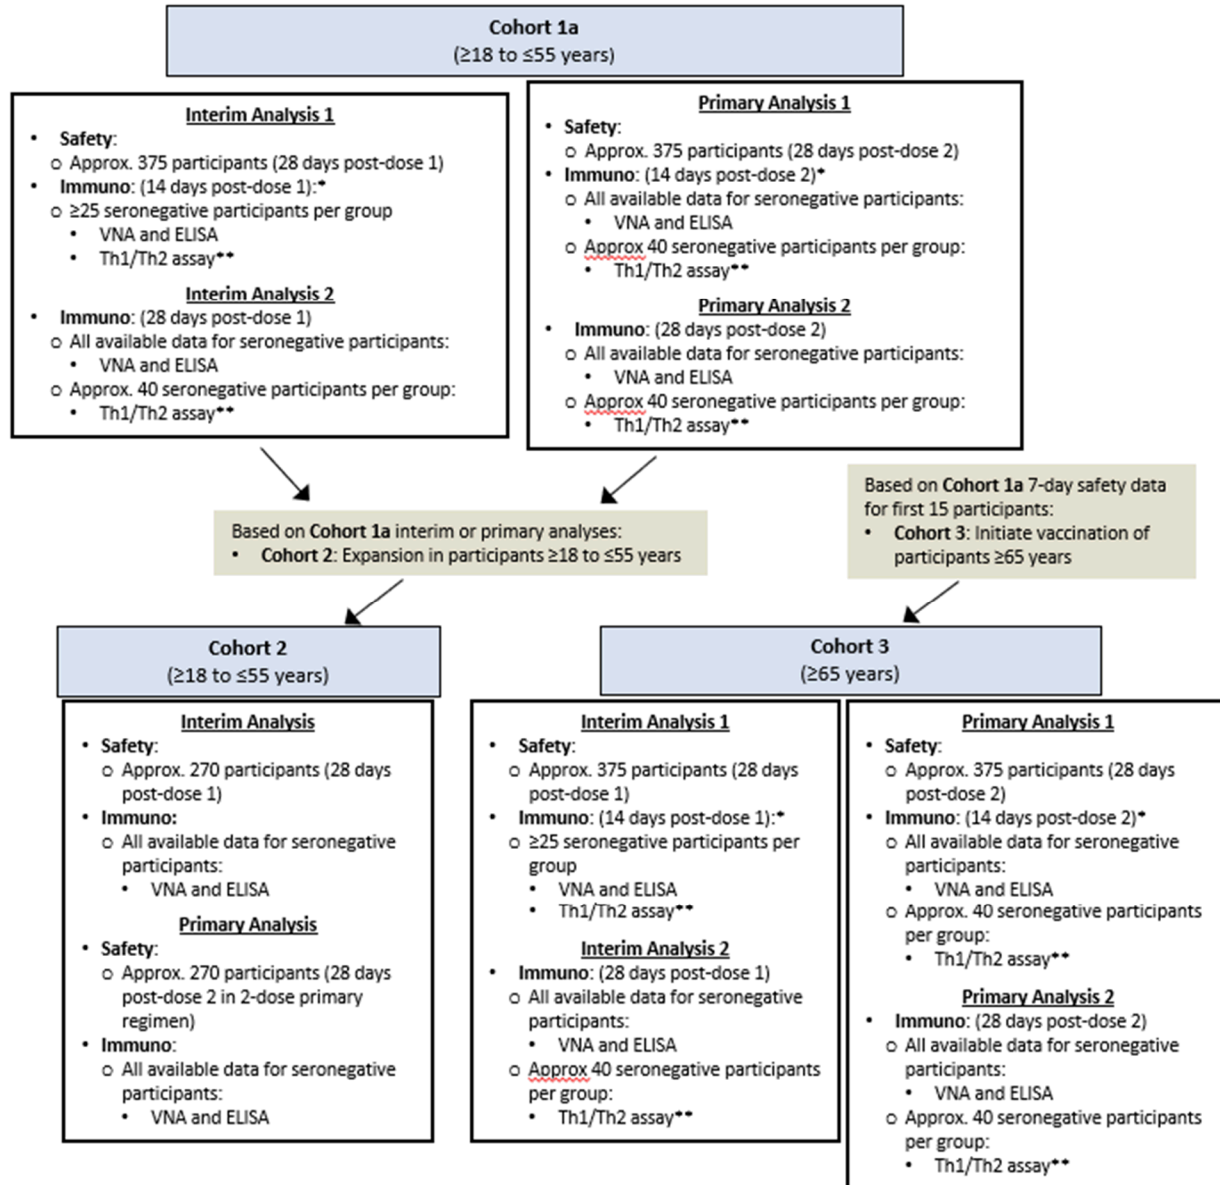 Cohort 1a
(≥18 to ≤55 years)
Interim Analysis 1
• Safety:
o Approx. 375 participants (28 days post-dose 1)
• Immuno: (14 days post-dose 1):*
o ≥25 seronegative participants per group
• VNA and ELISA
• Th1/Th2 assay**
Interim Analysis 2
• Immuno: (28 days post-dose 1)
o All available data for seronegative participants:
• VNA and ELISA
o Approx. 40 seronegative participants per group:
• Th1/Th2 assay**
Primary Analysis 1
• Safety:
o Approx. 375 participants (28 days post-dose 2)
• Immuno: (14 days post-dose 2)*
o All available data for seronegative participants:
• VNA and ELISA
o Approx 40 seronegative participants per group:
• Th1/Th2 assay**
Primary Analysis 2
• Immuno: (28 days post-dose 2)
o All available data for seronegative participants:
• VNA and ELISA
o Approx 40 seronegative participants per group:
• Th1/Th2 assay**
Based on Cohort 1a interim or primary analyses:
• Cohort 2: Expansion in participants ≥18 to ≤55 years
Based on Cohort 1a 7-day safety data
for first 15 participants:
• Cohort 3: Initiate vaccination of
participants ≥65 years
Cohort 2
(≥18 to ≤55 years)
Interim Analysis
• Safety:
o Approx. 270 participants (28 days
post-dose 1)
• Immuno:
o All available data for seronegative
participants:
• VNA and ELISA
Primary Analysis
• Safety:
o Approx. 270 participants (28 days
post-dose 2 in 2-dose primary
regimen)
• Immuno:
o All available data for seronegative
participants:
• VNA and ELISA
Cohort 3
(≥65 years)
Interim Analysis 1
• Safety:
o Approx. 375 participants (28 days
post-dose 1)
• Immuno: (14 days post-dose 1):*
o ≥25 seronegative participants per
group
• VNA and ELISA
• Th1/Th2 assay**
Interim Analysis 2
• Immuno: (28 days post-dose 1)
o All available data for seronegative
participants:
• VNA and ELISA
o Approx 40 seronegative participants
per group:
• Th1/Th2 assay**
Primary Analysis 1
• Safety:
o Approx. 375 participants (28 days
post-dose 2)
• Immuno: (14 days post-dose 2)*
o All available data for seronegative
participants:
• VNA and ELISA
o Approx. 40 seronegative participants
per group:
• Th1/Th2 assay**
Primary Analysis 2
• Immuno: (28 days post-dose 2)
o All available data for seronegative
participants:
• VNA and ELISA
o Approx. 40 seronegative participants
per group:
• Th1/Th2 assay**